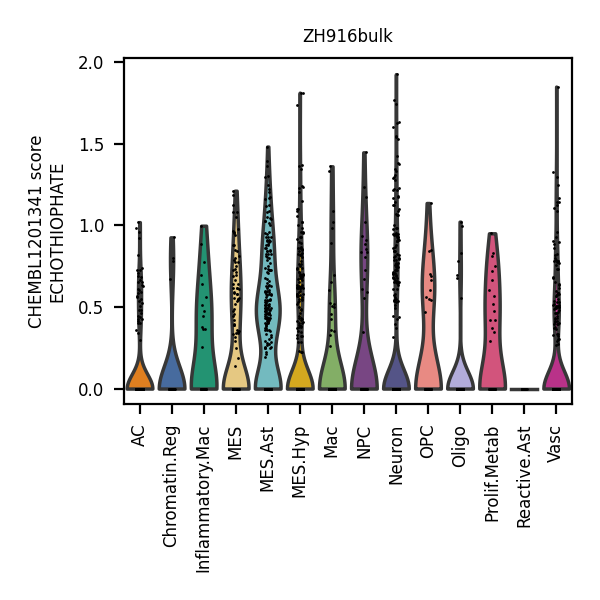 ZH916bulk
CHEMBL1201341 score
ECHOTHIOPHATE
2.0
1.5
1.0
0.5
0.0
AC
Chromatin.Reg
Inflammatory.Mac
MES
MES.Ast
MES.Hyp
Mac
NPC
Neuron
OPC
Oligo
Prolif.Metab
Reactive.Ast
Vasc